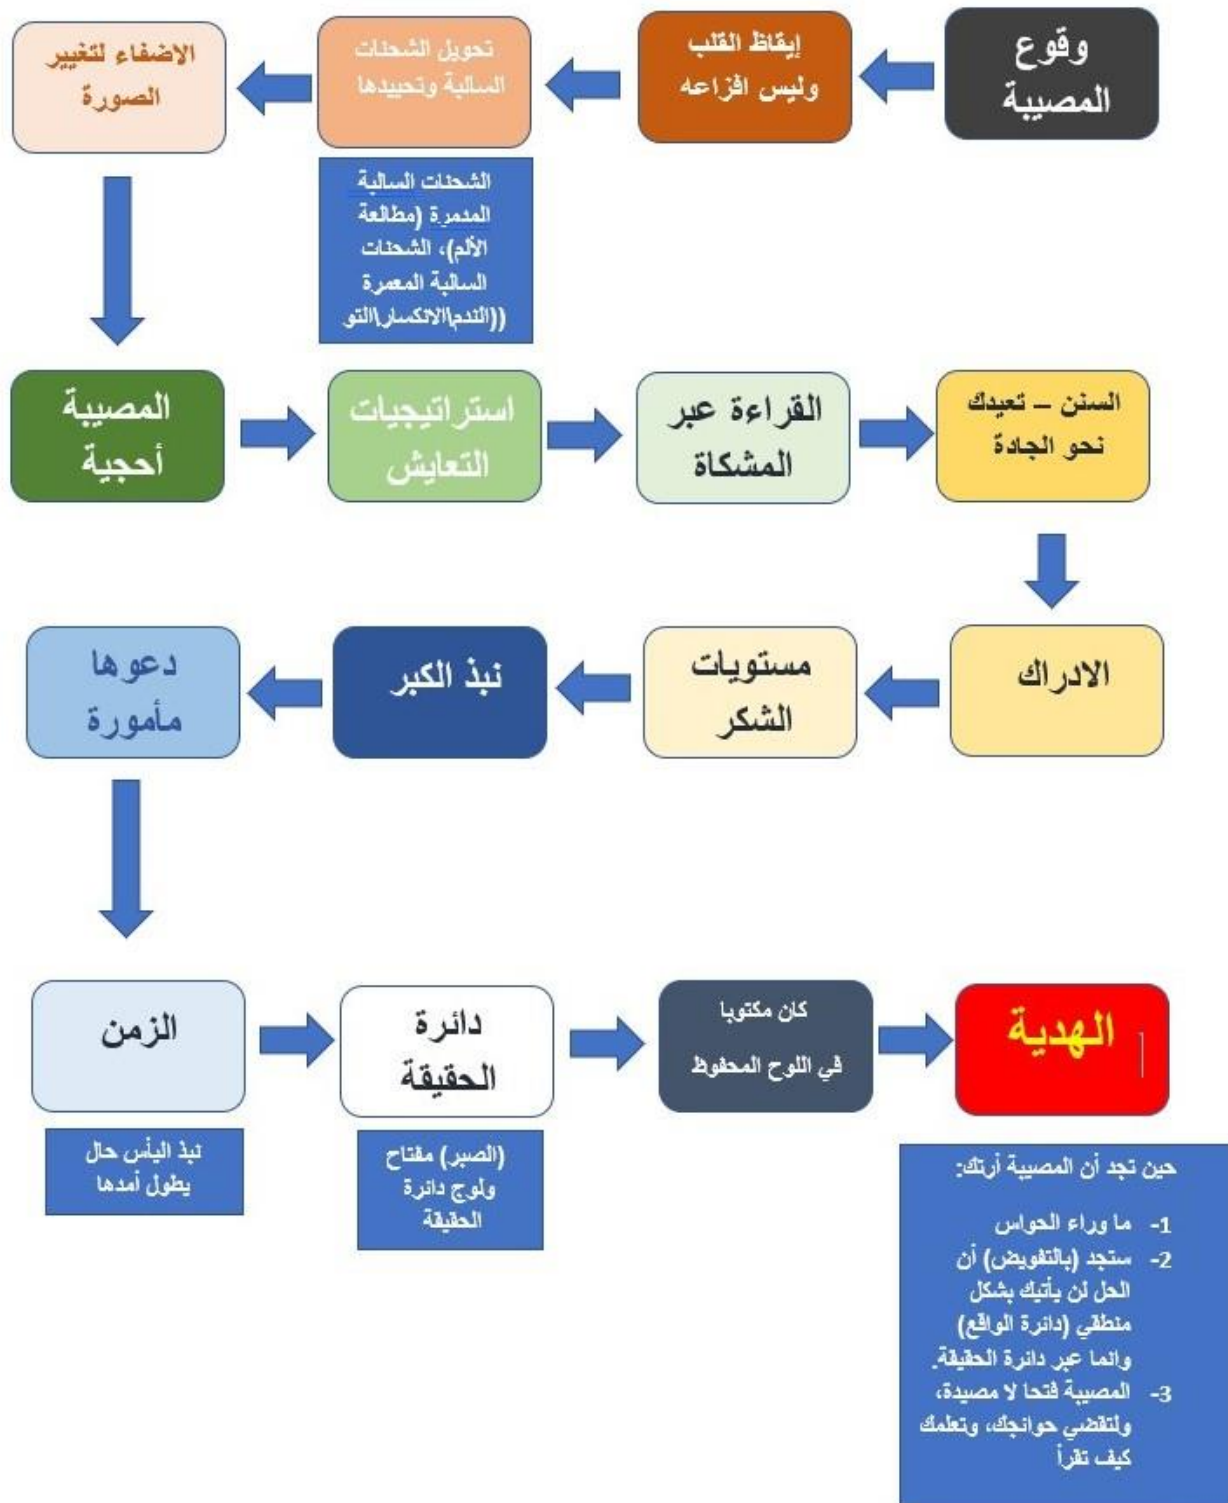 وقوع
المصيبة
إيقاظ القلب
وليس افزاعه
تحويل الشحنات
السالبة وتحييدها
الاضفاء لتغيير
الصورة
الشحنات السالبة
المدمرة (مطالعة
الألم)، الشحنات
السالبة المعمرة
((الندم\الانكسار\التو
المصيبة
أحجية
استراتيجيات
التعايش
القراءة عبر
المشكاة
السنن – تعيدك
نحو الجادة
الادراك
مستويات
الشكر
نبذ الكبر
دعوها
مأمورة
الزمن
نبذ اليأس حال
يطول أمدها
دائرة
الحقيقة
(الصبر) مفتاح
ولوج دائرة
الحقيقة
كان مكتوبا
في اللوح المحفوظ
الهدية
حين تجد أن المصيبة أرتك:
1- ما وراء الحواس
2- ستجد (بالتفويض) أن
الحل لن يأتيك بشكل
منطقي (دائرة الواقع)
وانما عبر دائرة الحقيقة.
3- المصيبة فتحا لا مصيدة،
ولتقضي حوائجك، وتعلمك
كيف تقرأ